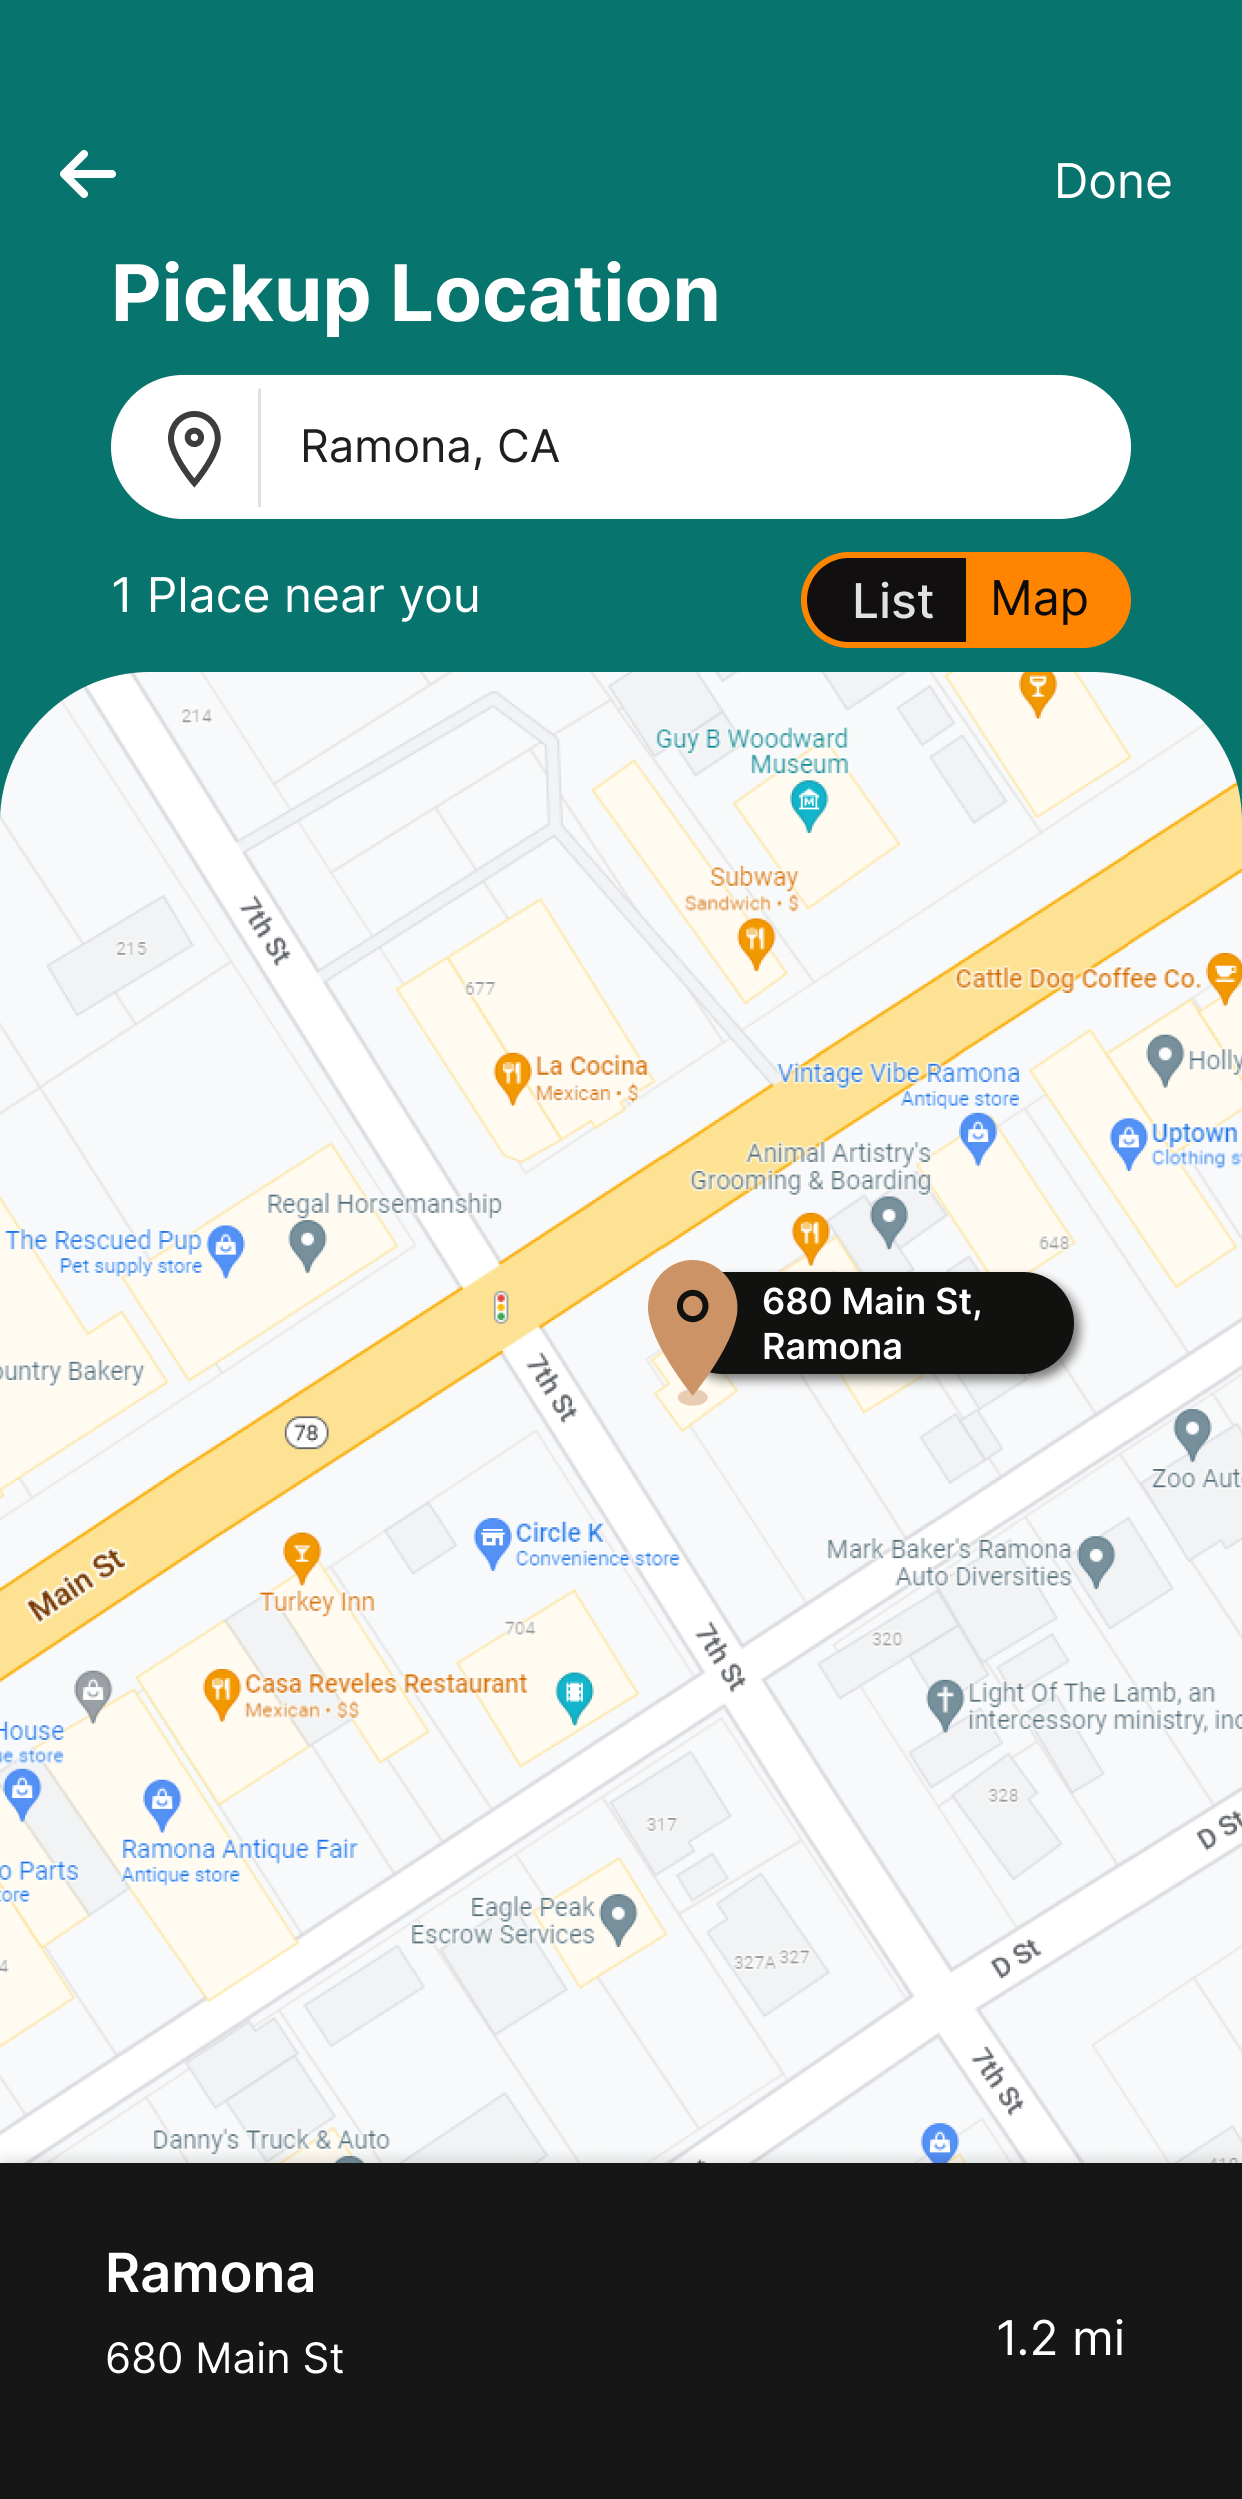 Done
Pickup Location
Ramona, CA
1 Place near you
List
Map
214
Guy B Woodward
Museum
Subway
Sandwich • $
7th St
215
677
Cattle Dog Coffee Co.
La Cocina
Mexican • $
Vintage Vibe Ramona
Antique store
Holly
Uptown
Clothing s
Animal Artistry's
Grooming & Boarding
Regal Horsemanship
The Rescued Pup
Pet supply store
648
680 Main St,
Ramona
ountry Bakery
7th St
78
Zoo Aut
Circle K
Convenience store
Main St
Turkey Inn
Mark Baker's Ramona
Auto Diversities
704
320
7th St
Casa Reveles Restaurant
Mexican • $$
Light Of The Lamb, an
intercessory ministry, inc
House
ue store
328
317
D St
Ramona Antique Fair
Antique store
o Parts
tore
Eagle Peak
Escrow Services
327A
327
4
D St
7th St
Danny's Truck & Auto
Ramona
680 Main St
1.2 mi